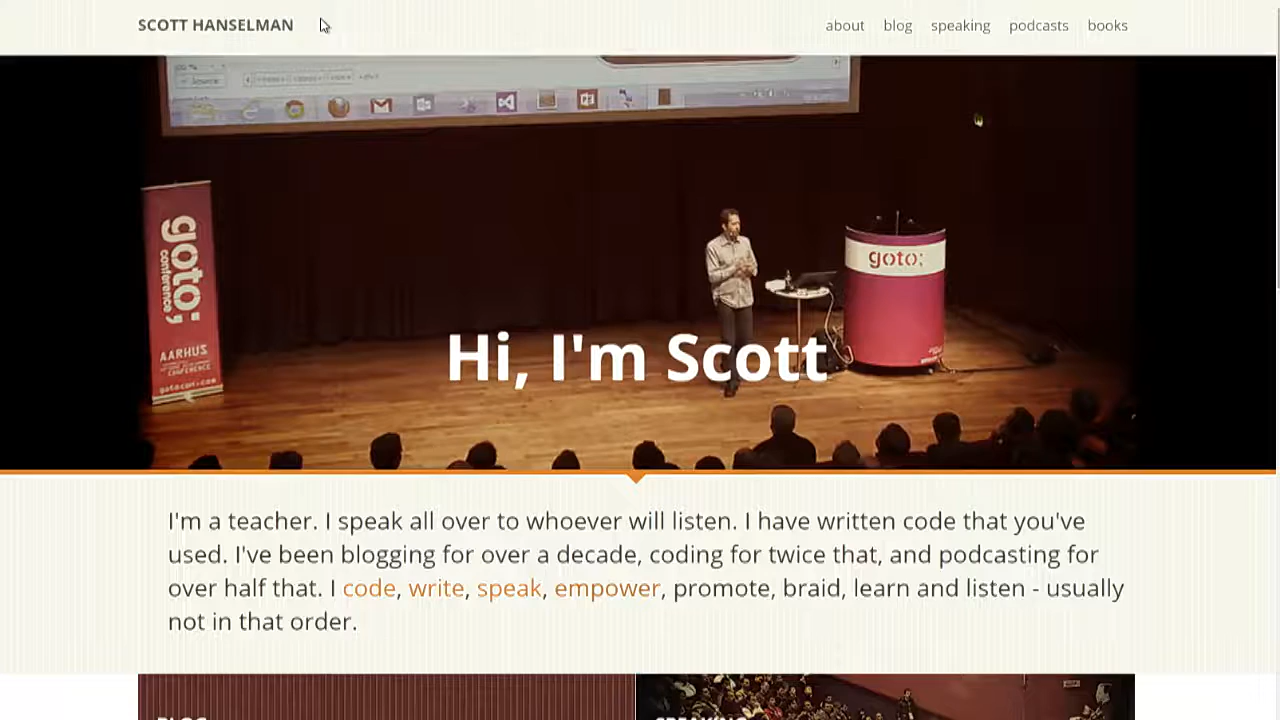 SCOTT HANSELMAN
about blog speaking podcasts books
goto;
conference;
AARHUS
CONFERENCE
goto;
Hi, I'm Scott
I'm a teacher. I speak all over to whoever will listen. I have written code that you've
used. I've been blogging for over a decade, coding for twice that, and podcasting for
over half that. I code, write, speak, empower, promote, braid, learn and listen - usually
not in that order.